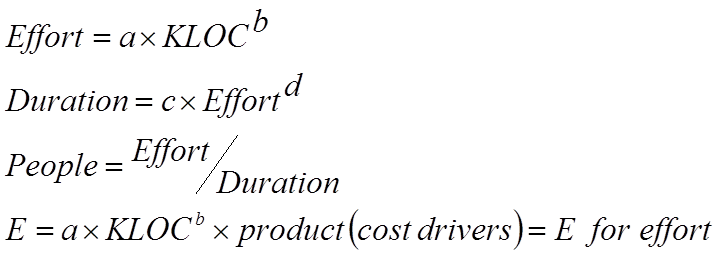 Effort = a × KLOC^b
Duration = c × Effort^d
People = Effort/Duration
E = a × KLOC^b × product(cost drivers) = E for effort